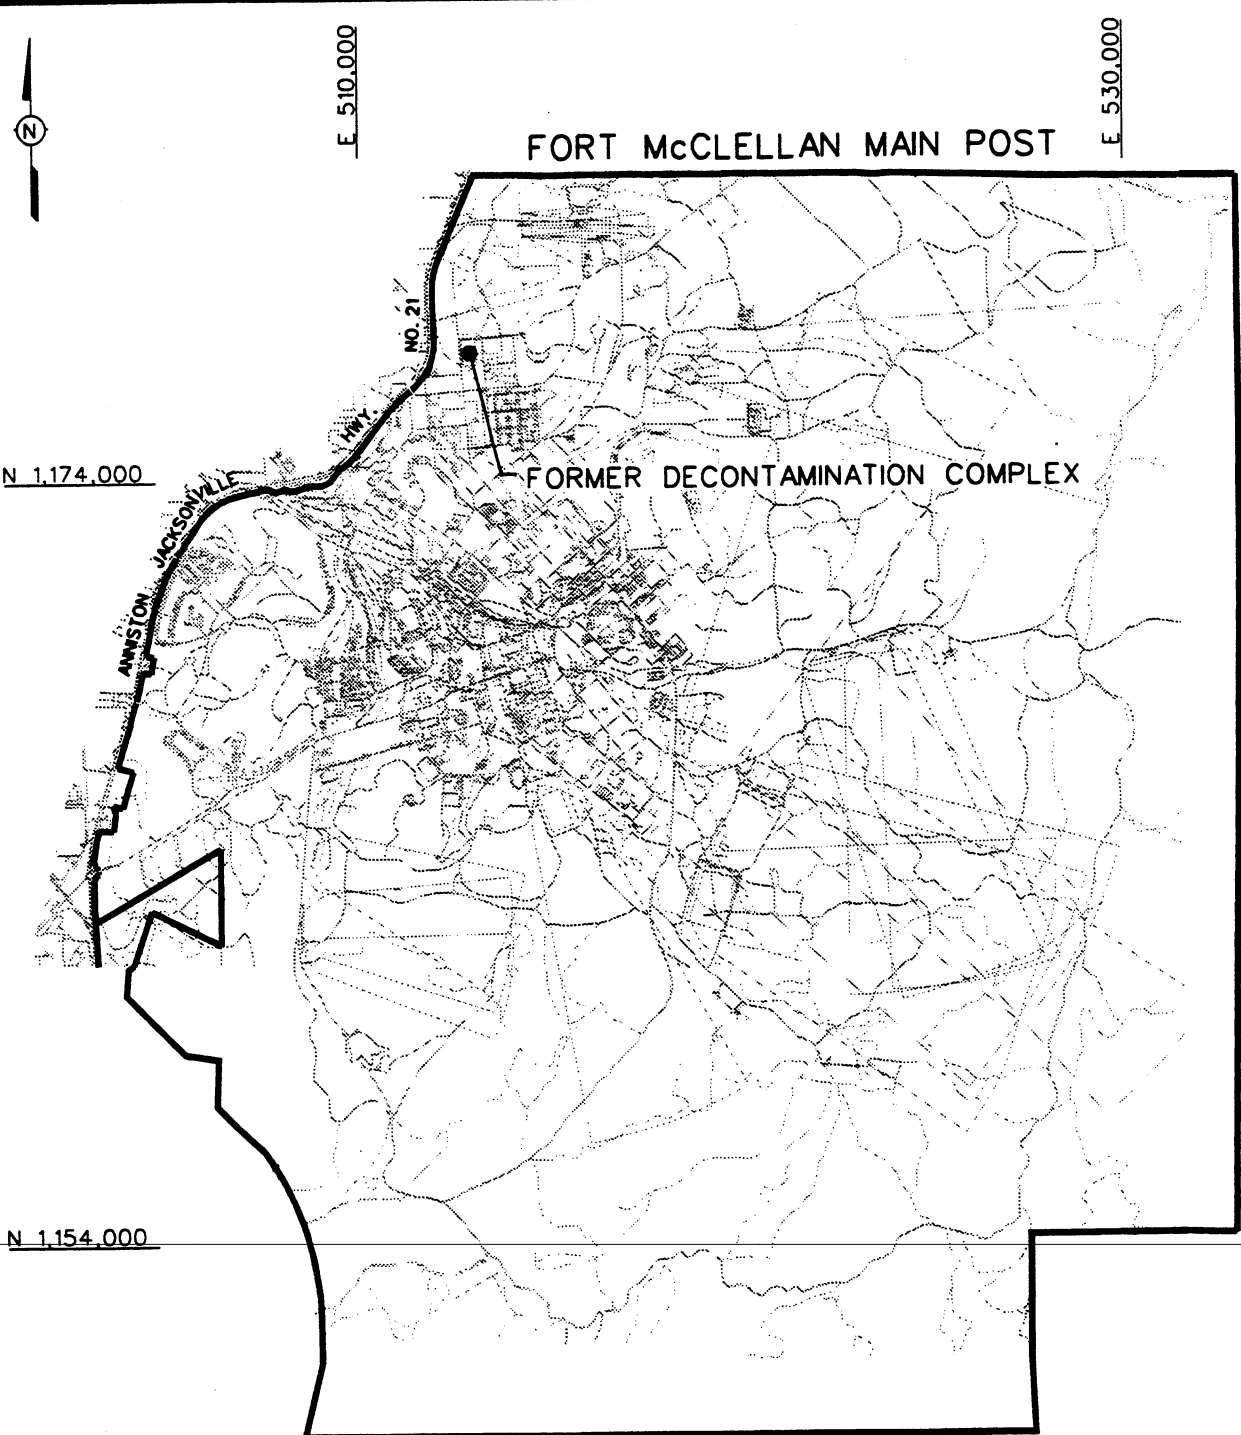 E 510,000
E 530,000
N
FORT McCLELLAN MAIN POST
NO. 21
HWY.
N 1,174,000
FORMER DECONTAMINATION COMPLEX
JACKSONVILLE
ANNISTON
N 1,154,000